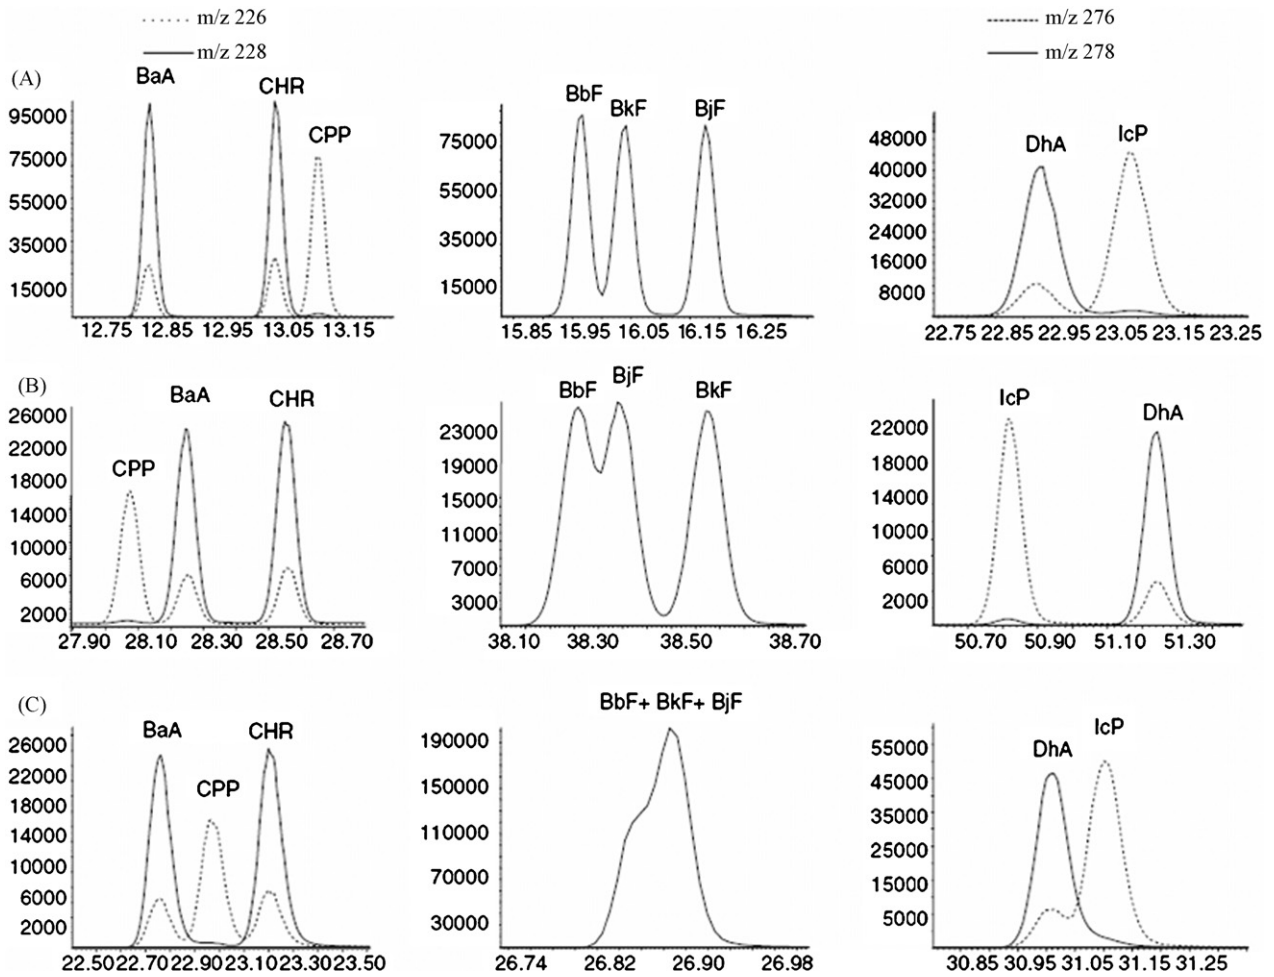 m/z 226
m/z 228
m/z 276
m/z 278
(A)
BaA
CHR
CPP
95000
75000
55000
35000
15000
12.75 12.85 12.95 13.05 13.15
BbF
BkF
BjF
75000
55000
35000
15000
15.85 15.95 16.05 16.15 16.25
DhA
IcP
48000
40000
32000
24000
16000
8000
22.75 22.85 22.95 23.05 23.15 23.25
(B)
CPP
BaA
CHR
26000
22000
18000
14000
10000
6000
2000
27.90 28.10 28.30 28.50 28.70
BbF
BjF
BkF
23000
19000
15000
11000
7000
3000
38.10 38.30 38.50 38.70
IcP
DhA
22000
18000
14000
10000
6000
2000
50.70 50.90 51.10 51.30
(C)
BaA
CPP
CHR
26000
22000
18000
14000
10000
6000
2000
22.50 22.70 22.90 23.10 23.30 23.50
BbF+ BkF+ BjF
190000
150000
110000
70000
30000
26.74 26.82 26.90 26.98
DhA
IcP
55000
45000
35000
25000
15000
5000
30.85 30.95 31.05 31.15 31.25